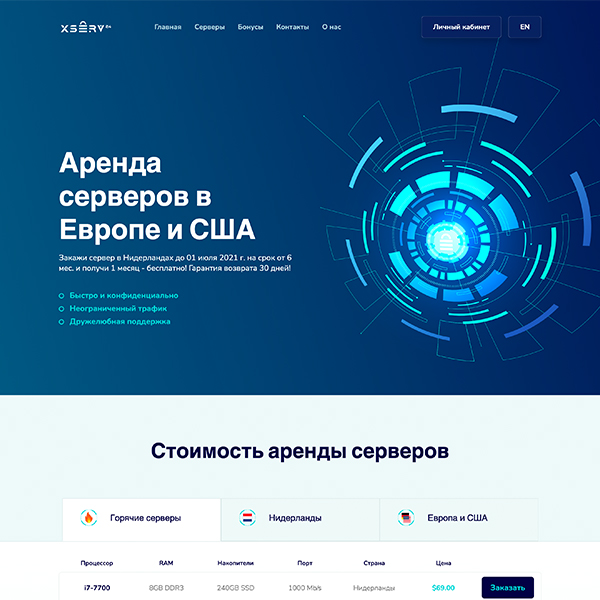 XSERV
Главная Серверы Бонусы Контакты О нас Личный кабинет EN
Аренда
серверов в
Европе и США
Закажи сервер в Нидерландах до 01 июля 2021 г. на срок от 6
мес. и получи 1 месяц - бесплатно! Гарантия возврата 30 дней!
Быстро и конфиденциально
Неограниченный трафик
Дружелюбная поддержка
Стоимость аренды серверов
Горячие серверы Нидерланды Европа и США
Процессор RAM Накопители Порт Страна Цена
i7-7700 8GB DDR3 240GB SSD 1000 Mb/s Нидерланды $69.00 Заказать